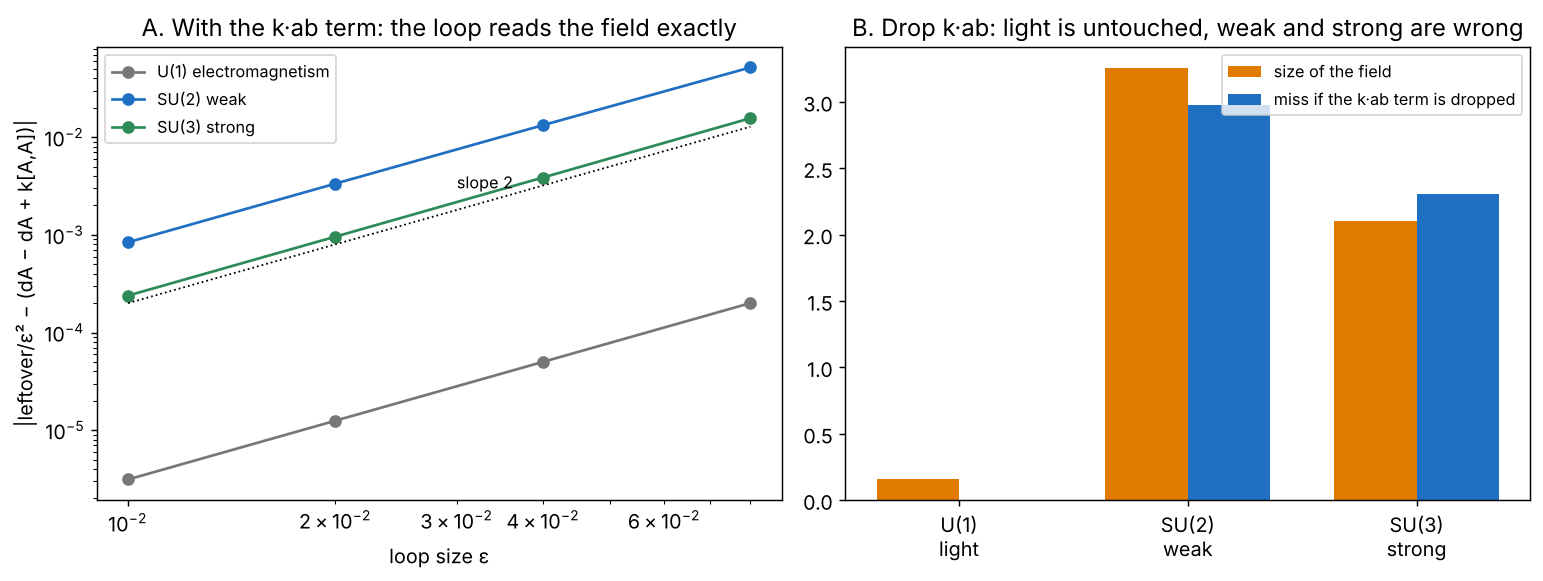 A. With the k·ab term: the loop reads the field exactly
U(1) electromagnetism
SU(2) weak
SU(3) strong
slope 2
|leftover/ε² − (dA − dA + k[A,A])|
10⁻²
10⁻³
10⁻⁴
10⁻⁵
10⁻²
2 × 10⁻²
3 × 10⁻²
4 × 10⁻²
6 × 10⁻²
loop size ε
B. Drop k·ab: light is untouched, weak and strong are wrong
size of the field
miss if the k·ab term is dropped
3.0
2.5
2.0
1.5
1.0
0.5
0.0
U(1)
light
SU(2)
weak
SU(3)
strong